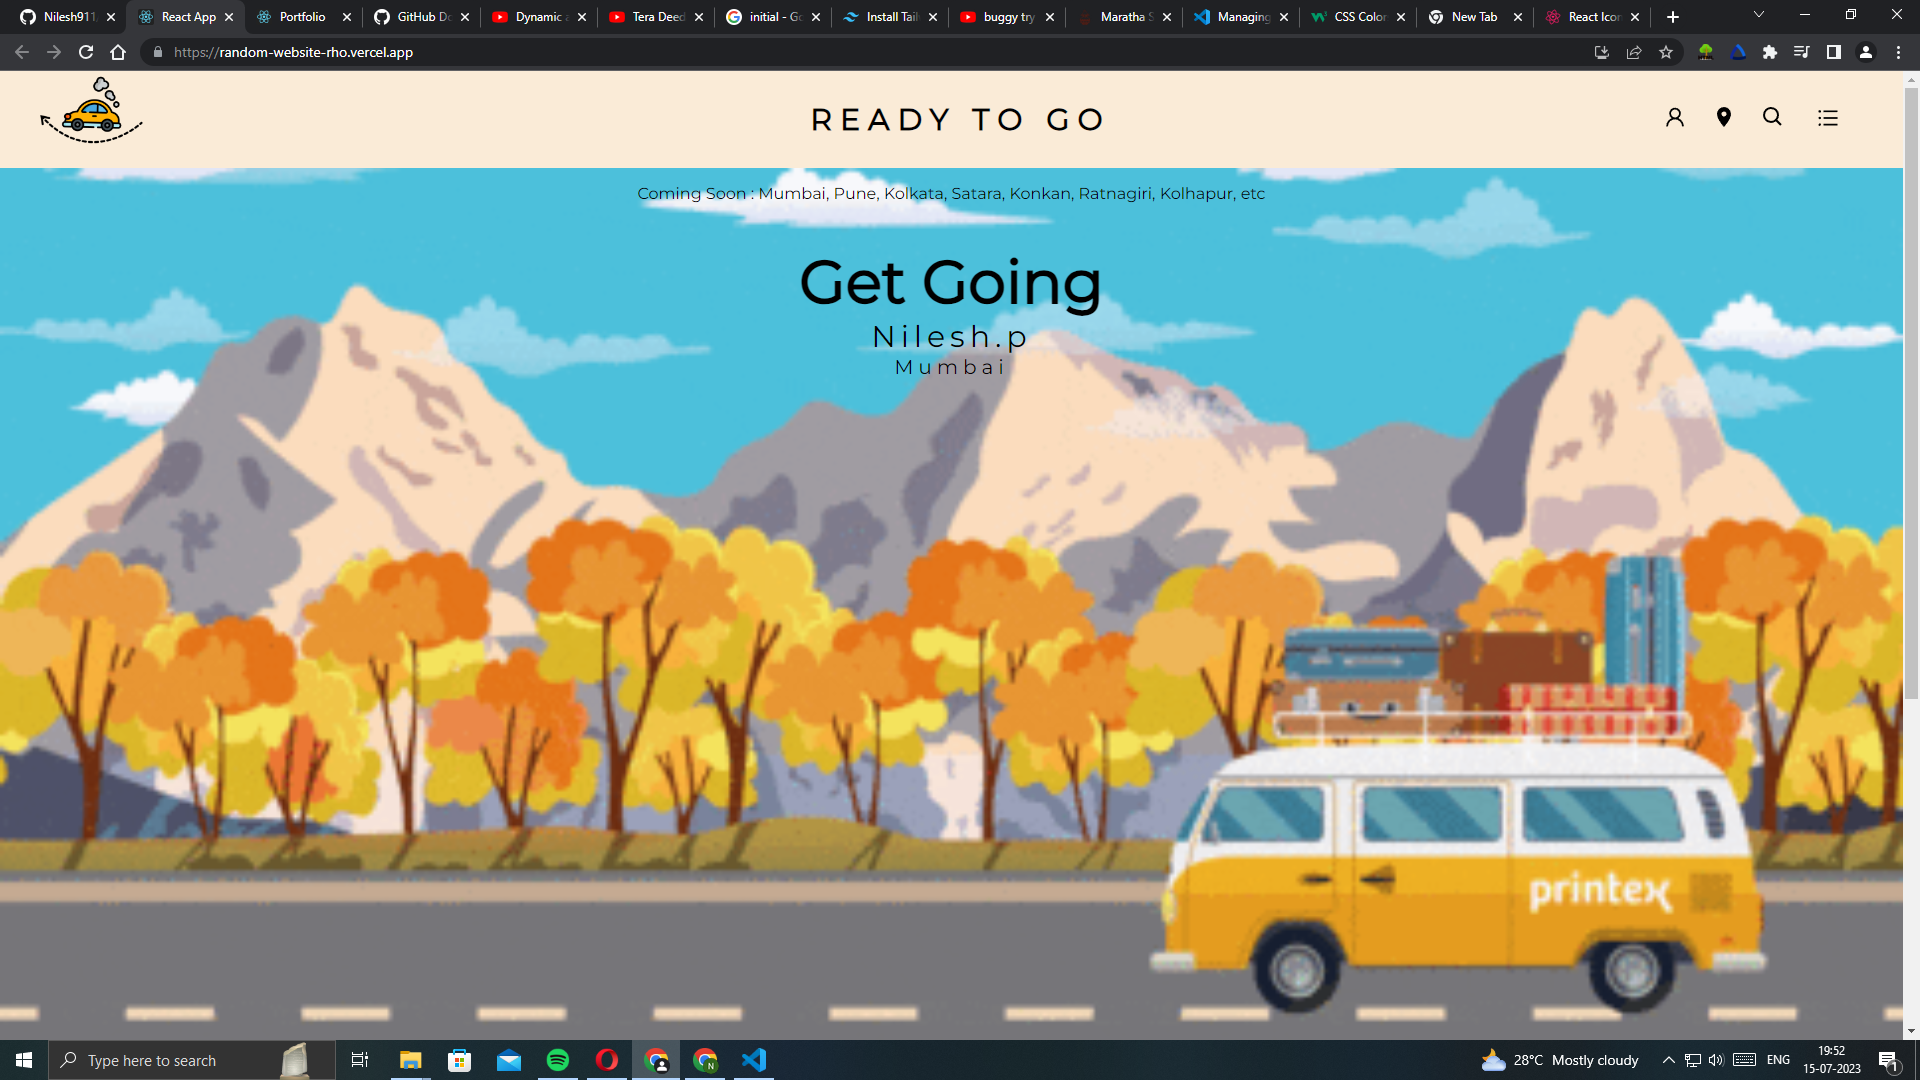 Nilesh911
React App
Portfolio
GitHub Do
Dynamic a
Tera Deed
initial - Go
Install Tail
buggy try
Maratha S
Managing
CSS Color
New Tab
React Icon
https://random-website-rho.vercel.app
READY TO GO
Coming Soon : Mumbai, Pune, Kolkata, Satara, Konkan, Ratnagiri, Kolhapur, etc
Get Going
Nilesh.p
Mumbai
printex
Type here to search
N
28°C Mostly cloudy
ENG
19:52
15-07-2023
1